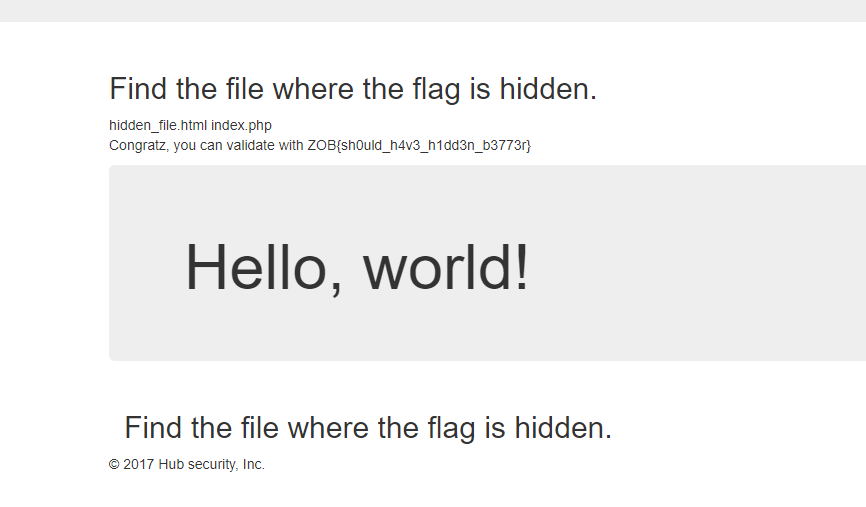 Find the file where the flag is hidden.
hidden_file.html index.php
Congratz, you can validate with ZOB{sh0uld_h4v3_h1dd3n_b3773r}
Hello, world!
Find the file where the flag is hidden.
© 2017 Hub security, Inc.